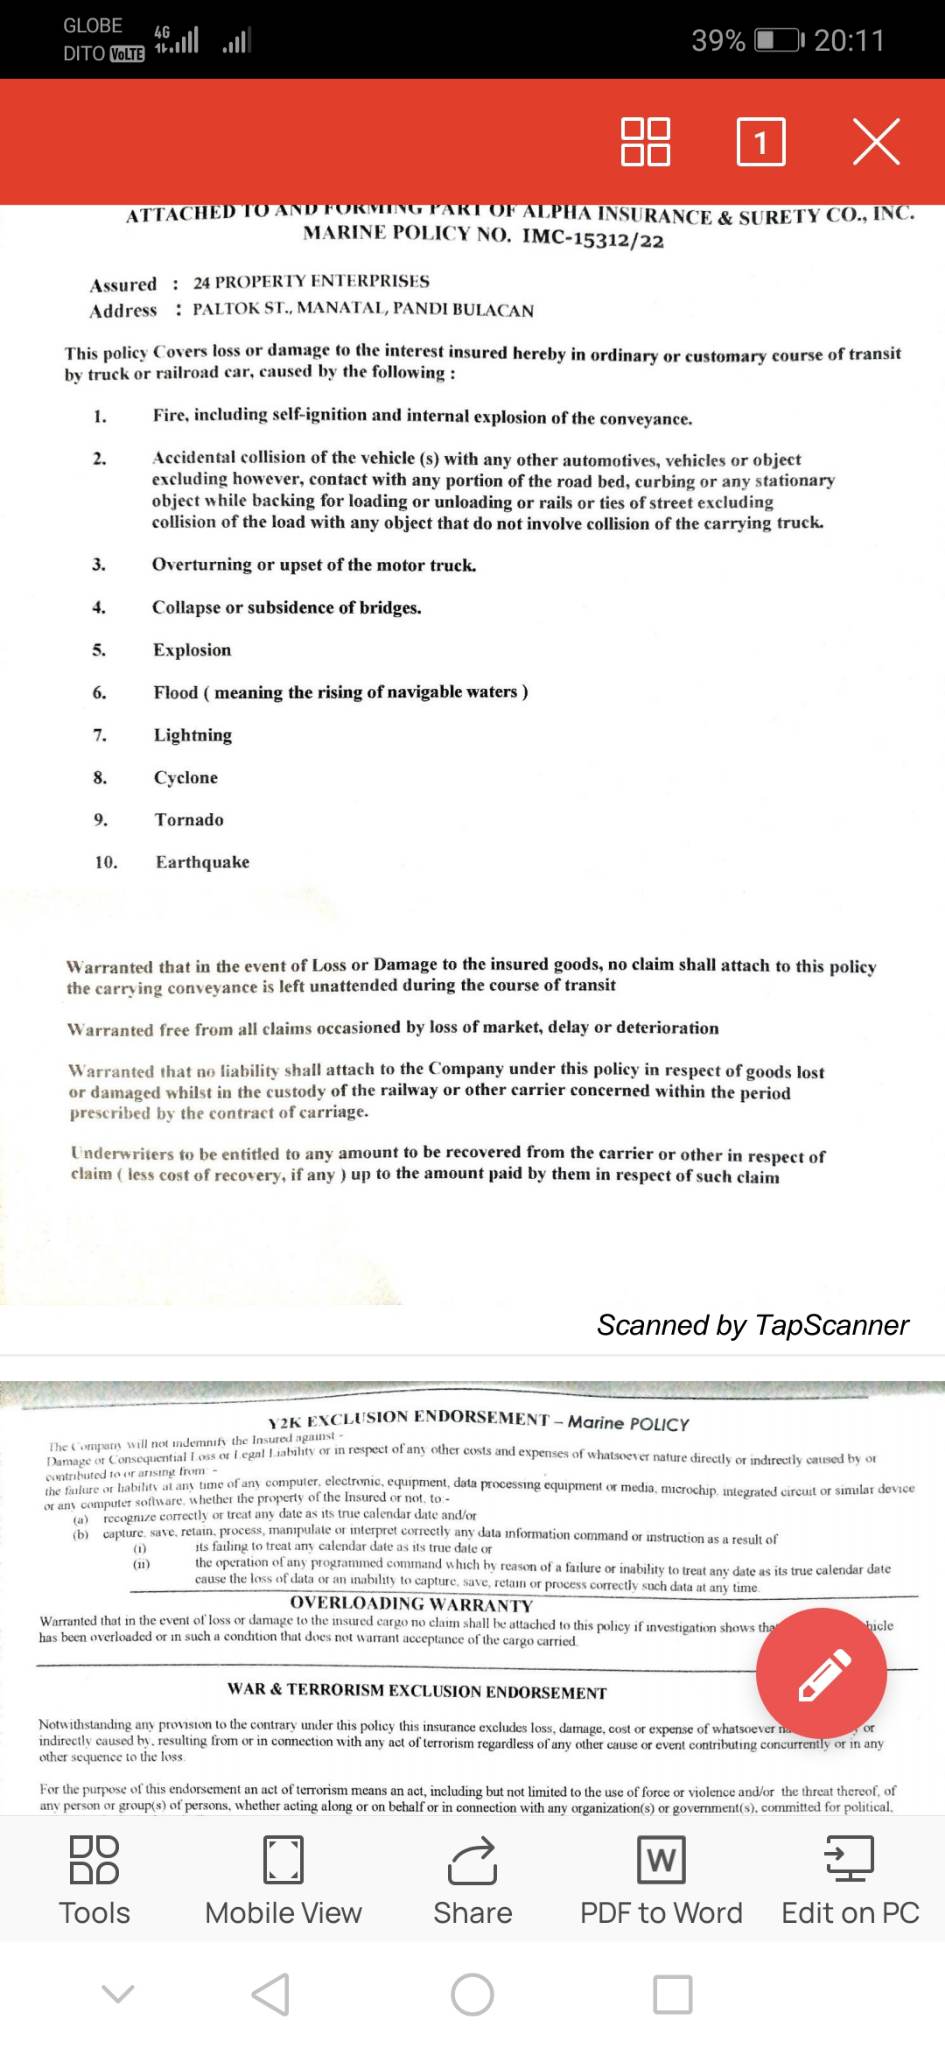 GLOBE
DITO VoLTE 4G 39% 20:11
1
ATTACHED TO AND FORMING PART OF ALPHA INSURANCE & SURETY CO., INC.
MARINE POLICY NO. IMC-15312/22
Assured : 24 PROPERTY ENTERPRISES
Address : PALTOK ST., MANATAL, PANDI BULACAN
This policy Covers loss or damage to the interest insured hereby in ordinary or customary course of transit
by truck or railroad car, caused by the following :
1. Fire, including self-ignition and internal explosion of the conveyance.
2. Accidental collision of the vehicle (s) with any other automotives, vehicles or object
excluding however, contact with any portion of the road bed, curbing or any stationary
object while backing for loading or unloading or rails or ties of street excluding
collision of the load with any object that do not involve collision of the carrying truck.
3. Overturning or upset of the motor truck.
4. Collapse or subsidence of bridges.
5. Explosion
6. Flood ( meaning the rising of navigable waters )
7. Lightning
8. Cyclone
9. Tornado
10. Earthquake
Warranted that in the event of Loss or Damage to the insured goods, no claim shall attach to this policy
the carrying conveyance is left unattended during the course of transit
Warranted free from all claims occasioned by loss of market, delay or deterioration
Warranted that no liability shall attach to the Company under this policy in respect of goods lost
or damaged whilst in the custody of the railway or other carrier concerned within the period
prescribed by the contract of carriage.
Underwriters to be entitled to any amount to be recovered from the carrier or other in respect of
claim ( less cost of recovery, if any ) up to the amount paid by them in respect of such claim
Scanned by TapScanner
Y2K EXCLUSION ENDORSEMENT – Marine POLICY
The Company will not indemnify the Insured against -
Damage or Consequential Loss or Legal Liability or in respect of any other costs and expenses of whatsoever nature directly or indirectly caused by or
contributed to or arising from: -
the failure or liability at any time of any computer, electronic, equipment, data processing equipment or media, microchip, integrated circuit or similar device
or any computer software, whether the property of the Insured or not, to -
(a) recognize correctly or treat any date as its true calendar date and/or
(b) capture, save, retain, process, manipulate or interpret correctly any data information command or instruction as a result of
(i) its failing to treat any calendar date as its true date or
(ii) the operation of any programmed command which by reason of a failure or inability to treat any date as its true calendar date
cause the loss of data or an inability to capture, save, retain or process correctly such data at any time.
OVERLOADING WARRANTY
Warranted that in the event of loss or damage to the insured cargo no claim shall be attached to this policy if investigation shows
has been overloaded or in such a condition that does not warrant acceptance of the cargo carried.
WAR & TERRORISM EXCLUSION ENDORSEMENT
Notwithstanding any provision to the contrary under this policy this insurance excludes loss, damage, cost or expense of whatsoever or
indirectly caused by, resulting from or in connection with any act of terrorism regardless of any other cause or event contributing concurrently or in any
other sequence to the loss.
For the purpose of this endorsement an act of terrorism means an act, including but not limited to the use of force or violence and/or the threat thereof, of
any person or group(s) of persons, whether acting along or on behalf or in connection with any organization(s) or government(s), committed for political,
Tools Mobile View Share PDF to Word Edit on PC